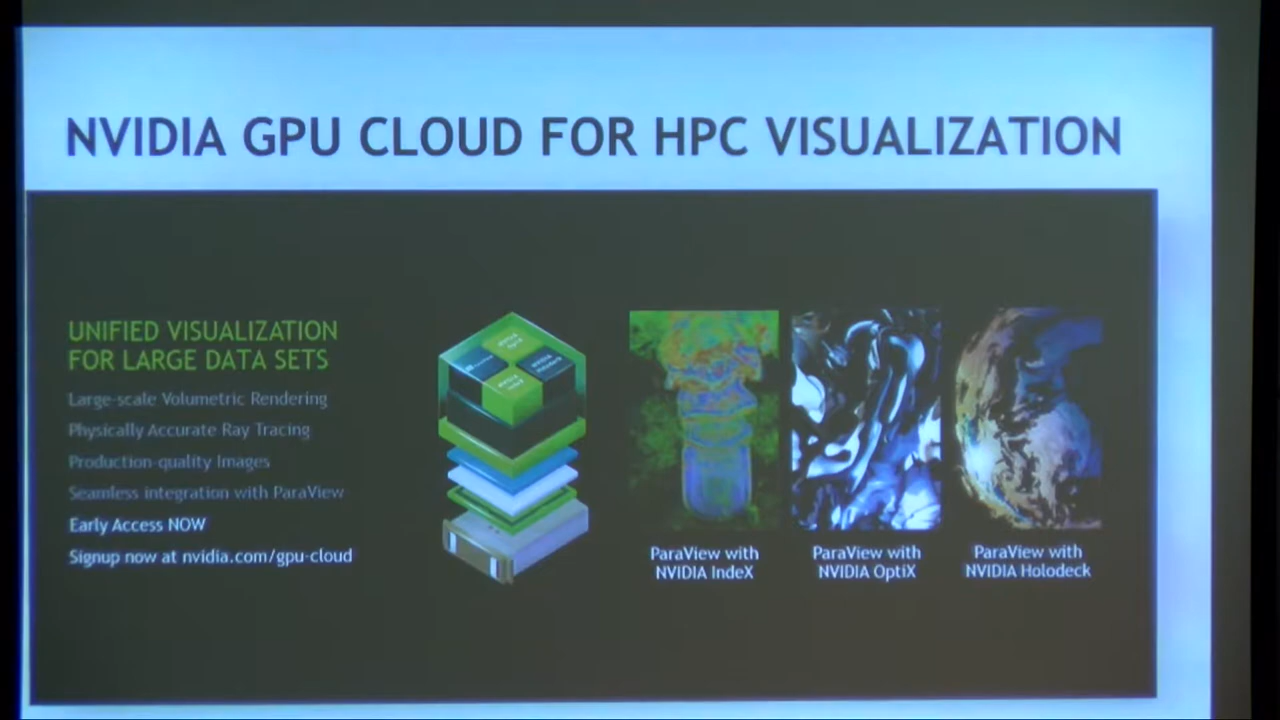 NVIDIA GPU CLOUD FOR HPC VISUALIZATION
UNIFIED VISUALIZATION
FOR LARGE DATA SETS
Large-scale Volumetric Rendering
Physically Accurate Ray Tracing
Production-quality Images
Seamless integration with ParaView
Early Access NOW
Signup now at nvidia.com/gpu-cloud
ParaView with
NVIDIA IndeX
ParaView with
NVIDIA OptiX
ParaView with
NVIDIA Holodeck